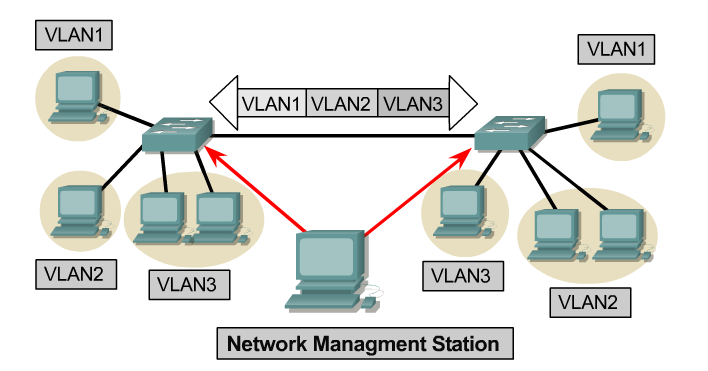 VLAN1
VLAN1
VLAN1 VLAN2 VLAN3
VLAN2
VLAN3
VLAN3
VLAN2
Network Managment Station